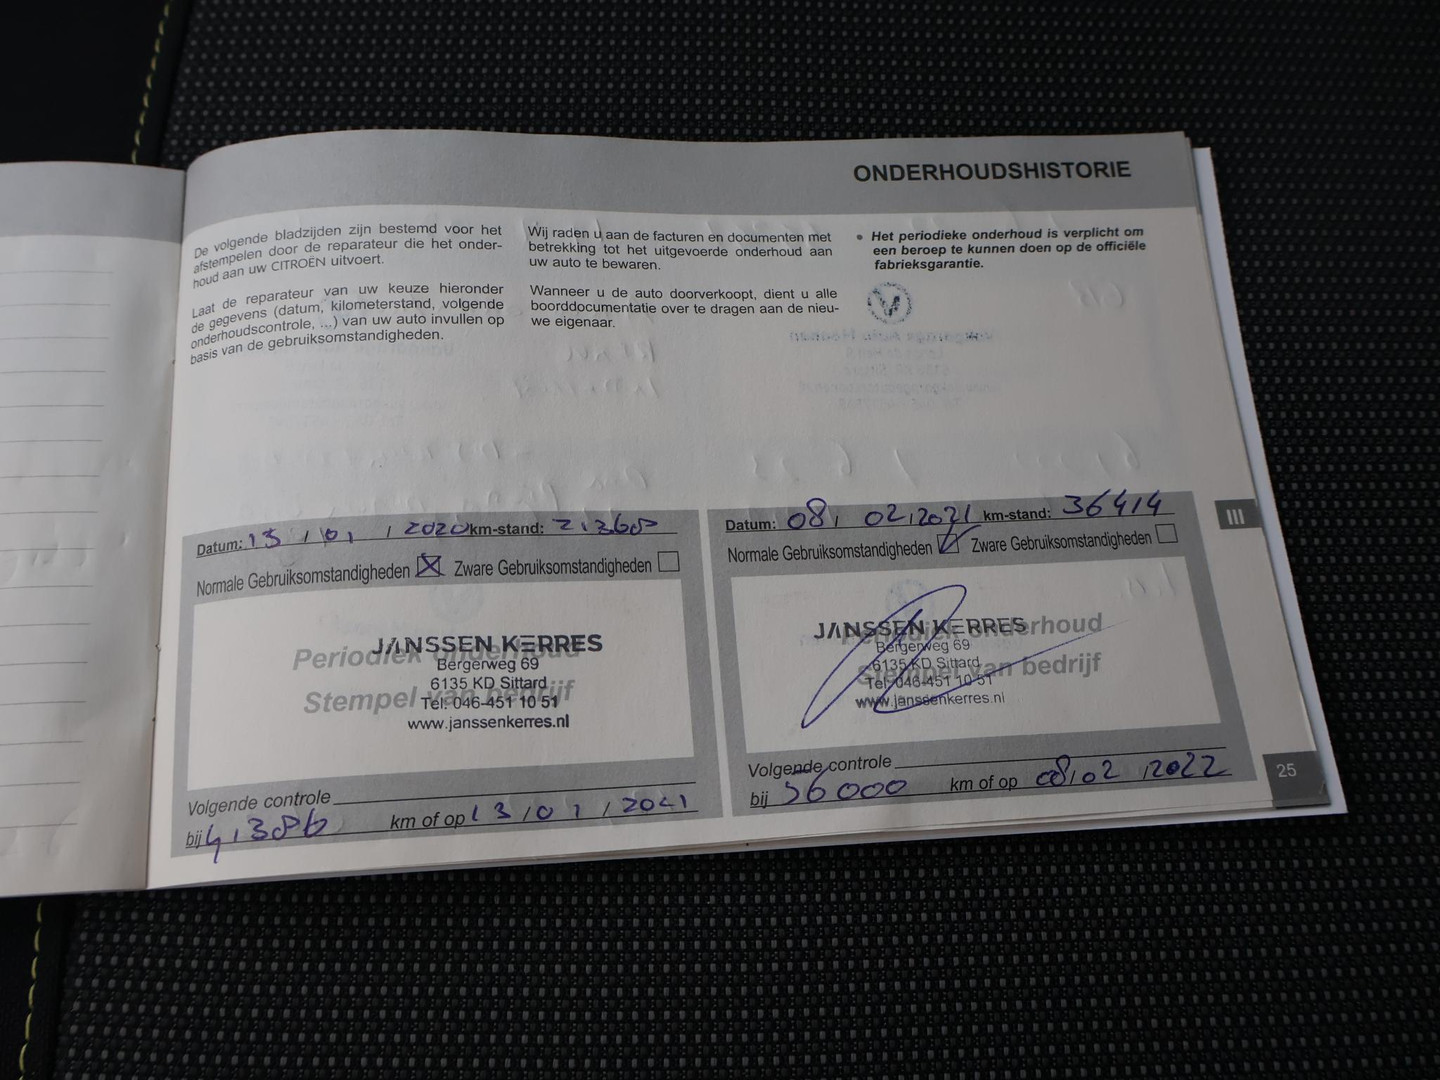 ONDERHOUDSHISTORIE
De volgende bladzijden zijn bestemd voor het
afstempelen door de reparateur die het onder-
houd aan uw CITROËN uitvoert.
Laat de reparateur van uw keuze hieronder
de gegevens (datum, kilometerstand, volgende
onderhoudscontrole, ...) van uw auto invullen op
basis van de gebruiksomstandigheden.
Wij raden u aan de facturen en documenten met
betrekking tot het uitgevoerde onderhoud aan
uw auto te bewaren.
Wanneer u de auto doorverkoopt, dient u alle
boorddocumentatie over te dragen aan de nieu-
we eigenaar.
• Het periodieke onderhoud is verplicht om
een beroep te kunnen doen op de officiële
fabrieksgarantie.
Datum: 13 / 01 / 2020 km-stand:
Normale Gebruiksomstandigheden Zware Gebruiksomstandigheden
Periodiek onderhoud
Stempel van bedrijf
JANSSEN KERRES
Bergerweg 69
6135 KD Sittard
Tel. 046-451 10 51
www.janssenkerres.nl
Volgende controle
bij km of op 13 / 01 / 2021
Datum: 08 / 02 / 2021 km-stand: 36414
Normale Gebruiksomstandigheden Zware Gebruiksomstandigheden
Periodiek onderhoud
Stempel van bedrijf
JANSSEN KERRES
Bergerweg 69
6135 KD Sittard
Tel. 046-451 10 51
www.janssenkerres.nl
Volgende controle
bij 56000 km of op 08 / 02 / 2022
III
25